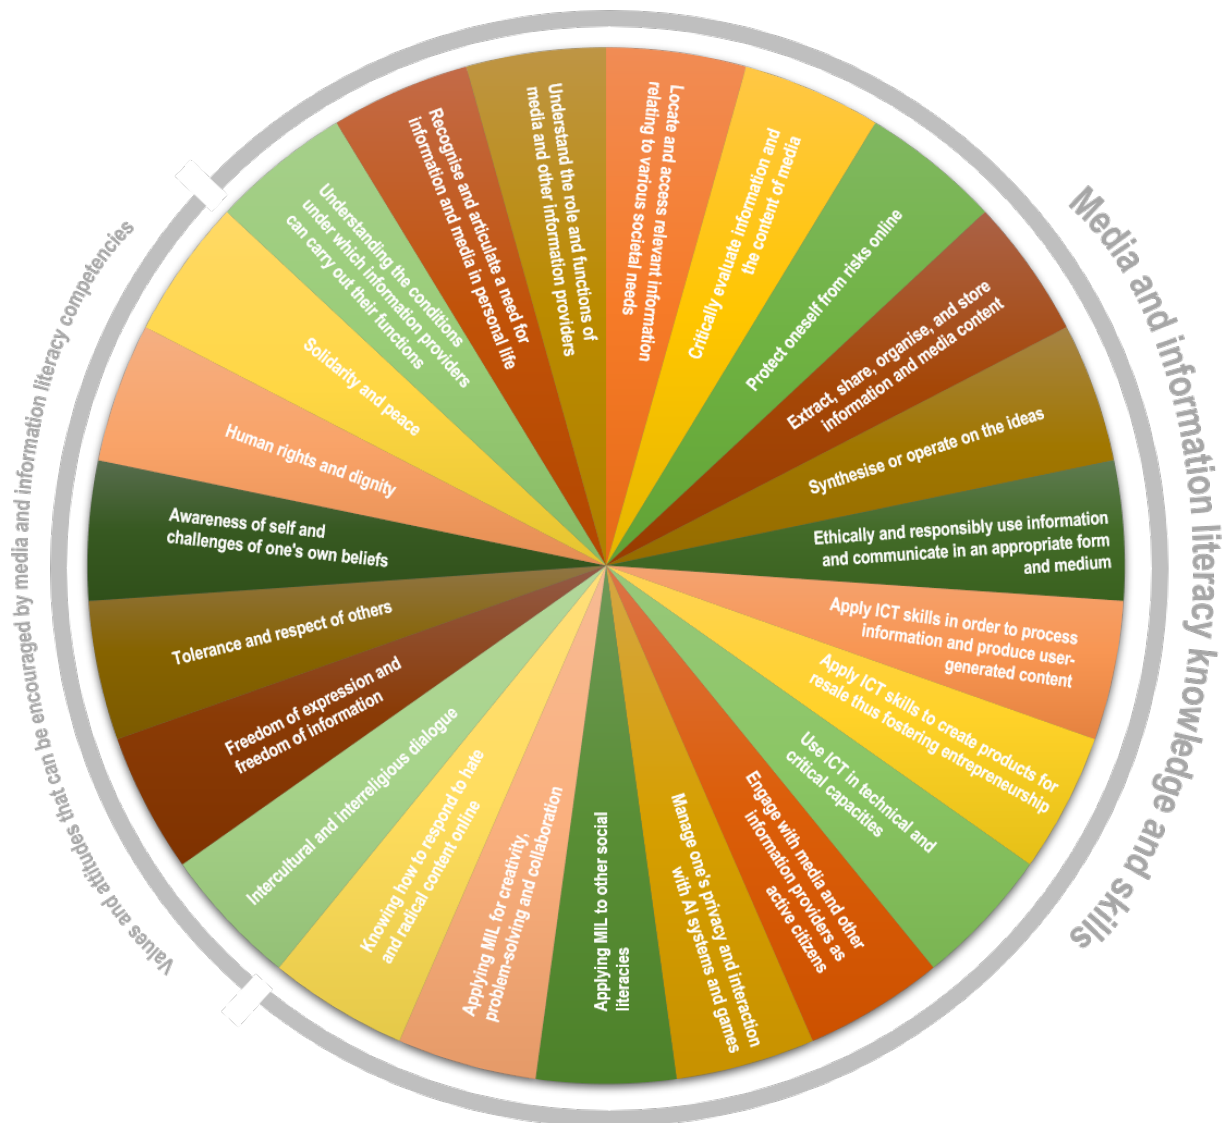 Locate and access relevant information
relating to various societal needs
Critically evaluate information and
the content of media
Protect oneself from risks online
Extract, share, organise, and store
information and media content
Synthesise or operate on the ideas
Ethically and responsibly use information
and communicate in an appropriate form
and medium
Apply ICT skills in order to process
information and produce user-
generated content
Apply ICT skills to create products for
resale thus fostering entrepreneurship
Use ICT in technical and
critical capacities
Engage with media and other
information providers as
active citizens
Manage one's privacy and interaction
with AI systems and games
Applying MIL to other social
literacies
Applying MIL for creativity,
problem-solving and collaboration
Knowing how to respond to hate
and radical content online
Intercultural and interreligious dialogue
Freedom of expression and
freedom of information
Tolerance and respect of others
Awareness of self and
challenges of one's own beliefs
Human rights and dignity
Solidarity and peace
Understanding the conditions
under which information providers
can carry out their functions
Recognise and articulate a need for
information and media in personal life
Understand the role and functions of
media and other information providers
Media and information literacy knowledge and skills
Values and attitudes that can be encouraged by media and information literacy competencies